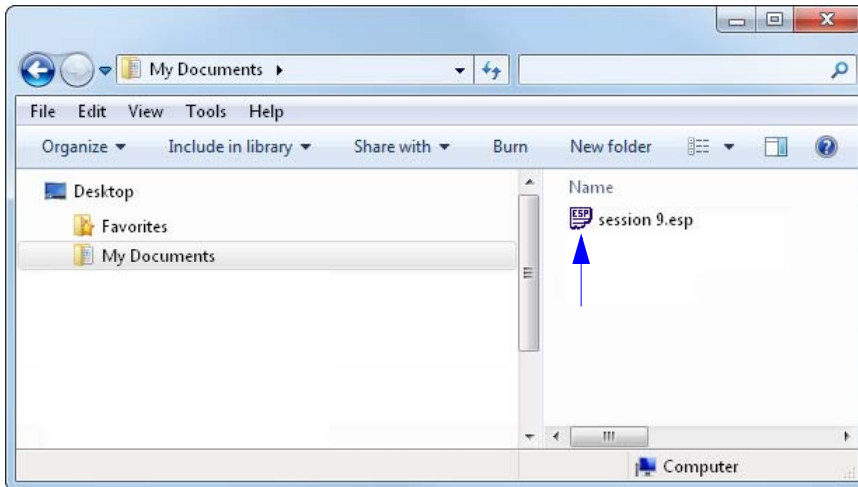 My Documents
File Edit View Tools Help
Organize Include in library Share with Burn New folder
Desktop
Favorites
My Documents
Name
ESP session 9.esp
Computer